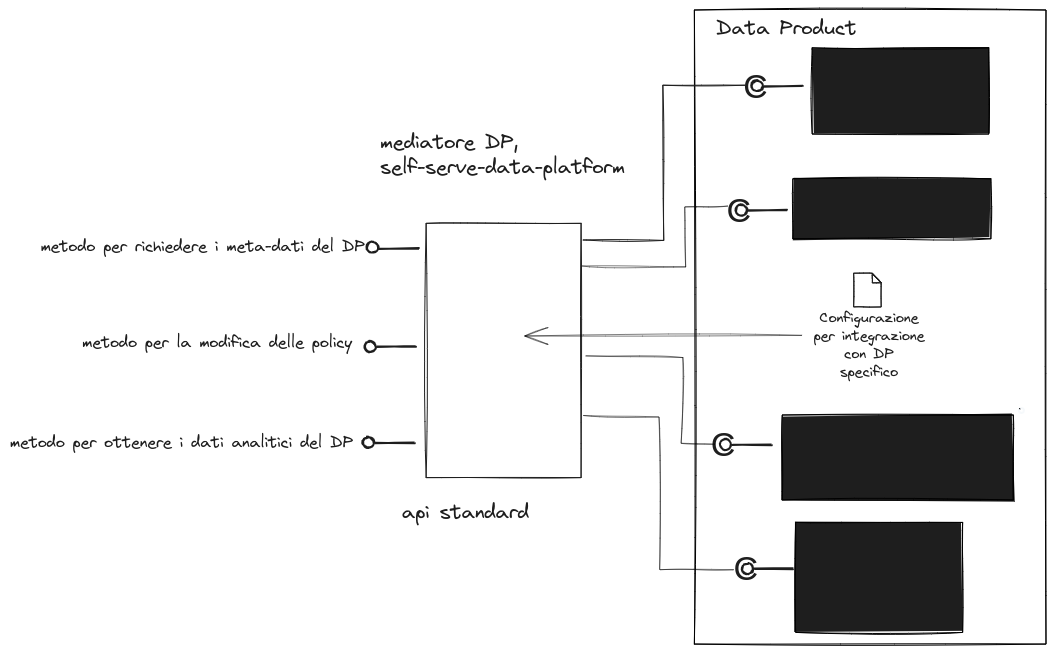 Data Product
mediatore DP,
self-serve-data-platform
metodo per richiedere i meta-dati del DP
metodo per la modifica delle policy
metodo per ottenere i dati analitici del DP
api standard
Configurazione
per integrazione
con DP
specifico